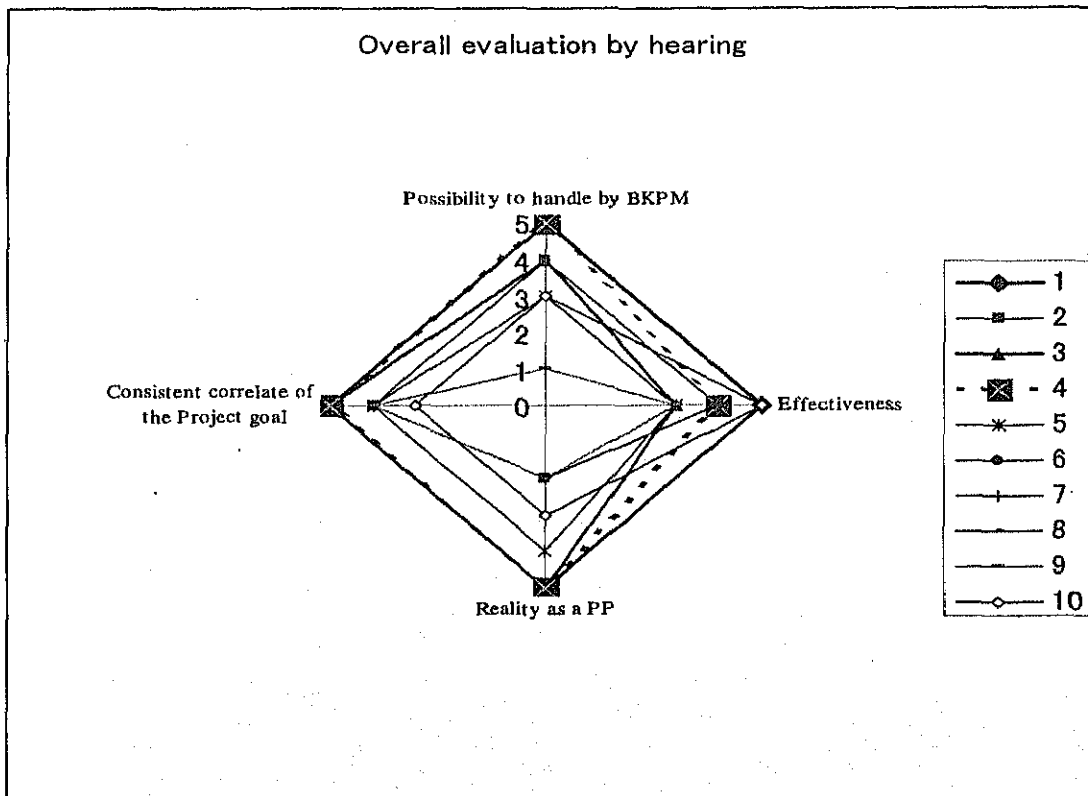 Overall evaluation by hearing
Possibility to handle by BKPM
5
4
3
2
1
0
Effectiveness
Consistent correlate of
the Project goal
Reality as a PP
1
2
3
4
5
6
7
8
9
10